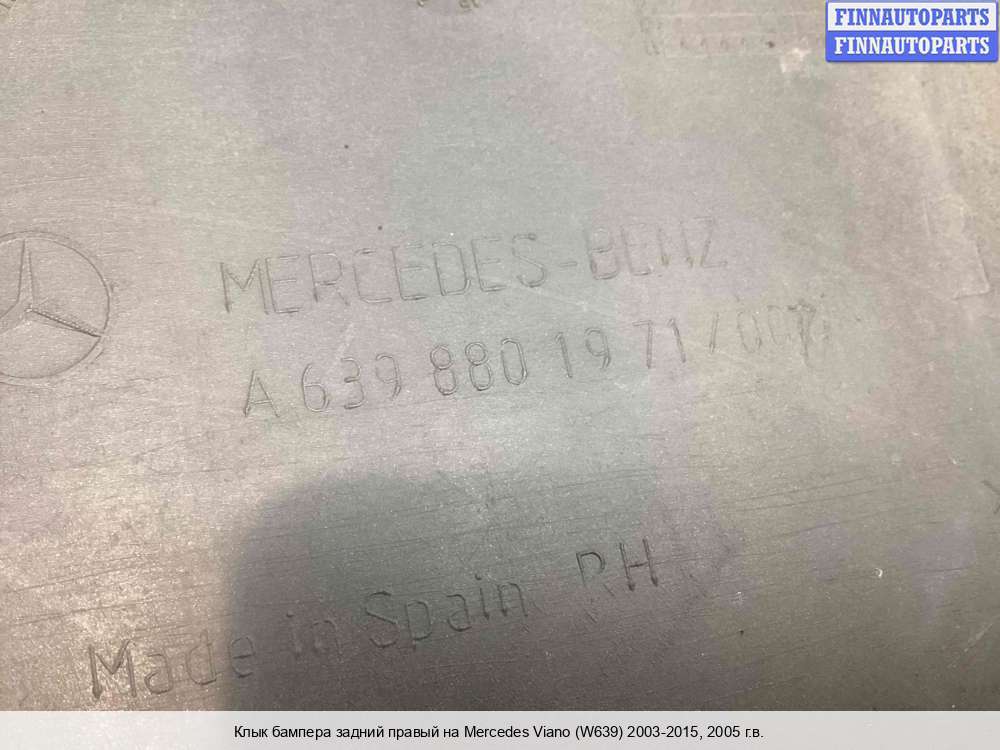 FINNAUTOPARTS
FINNAUTOPARTS
MERCEDES-BENZ
A 639 880 19 71 / 007
Made in Spain RH
Клык бампера задний правый на Mercedes Viano (W639) 2003-2015, 2005 г.в.